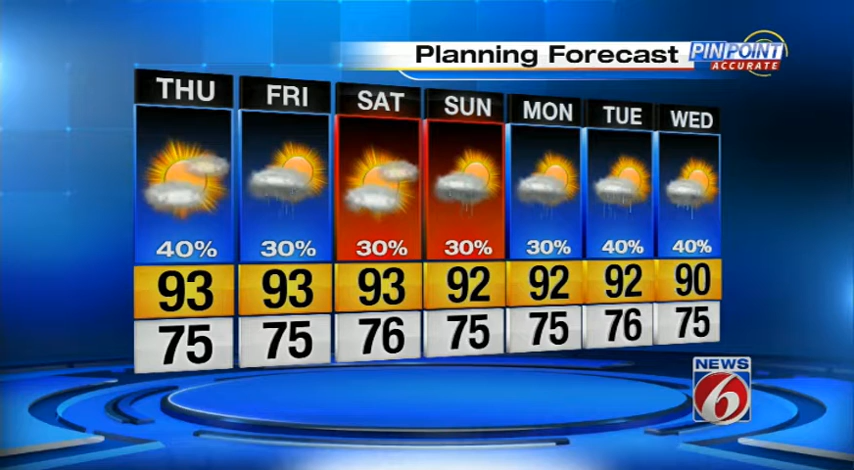 Planning Forecast PINPOINT
ACCURATE
THU FRI SAT SUN MON TUE WED
40% 30% 30% 30% 30% 40% 40%
93 93 93 92 92 92 90
75 75 76 75 75 76 75
NEWS
6